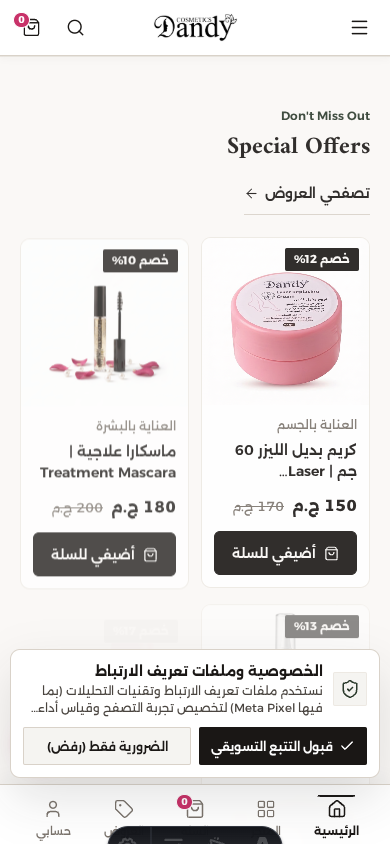 0
COSMETICS
Dandy
Don't Miss Out
Special Offers
تصفحي العروض
خصم 12%
Dandy
العناية بالجسم
كريم بديل الليزر 60
جم | Laser...
150 ج.م 170 ج.م
أضيفي للسلة
خصم 10%
العناية بالبشرة
ماسكارا علاجية |
Treatment Mascara
180 ج.م 200 ج.م
أضيفي للسلة
خصم 13%
الخصوصية وملفات تعريف الارتباط
نستخدم ملفات تعريف الارتباط وتقنيات التحليلات (بما
فيها Meta Pixel) لتخصيص تجربة التصفح وقياس أداء...
قبول التتبع التسويقي
الضرورية فقط (رفض)
الرئيسية
0
حسابي